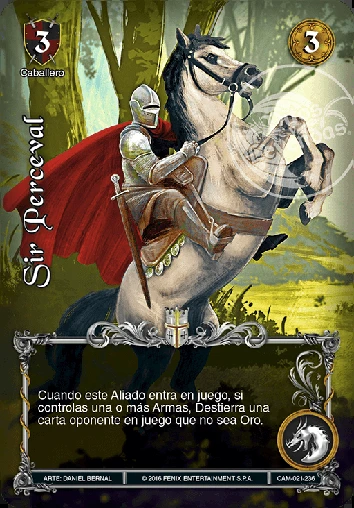 3
3
Caballero
Sir Perceval
Cuando este Aliado entra en juego, si
controlas una o más Armas, Destierra una
carta oponente en juego que no sea Oro.
ARTE: DANIEL BERNAL
© 2016 FENIX ENTERTAINMENT S.P.A.
CAM-021-236